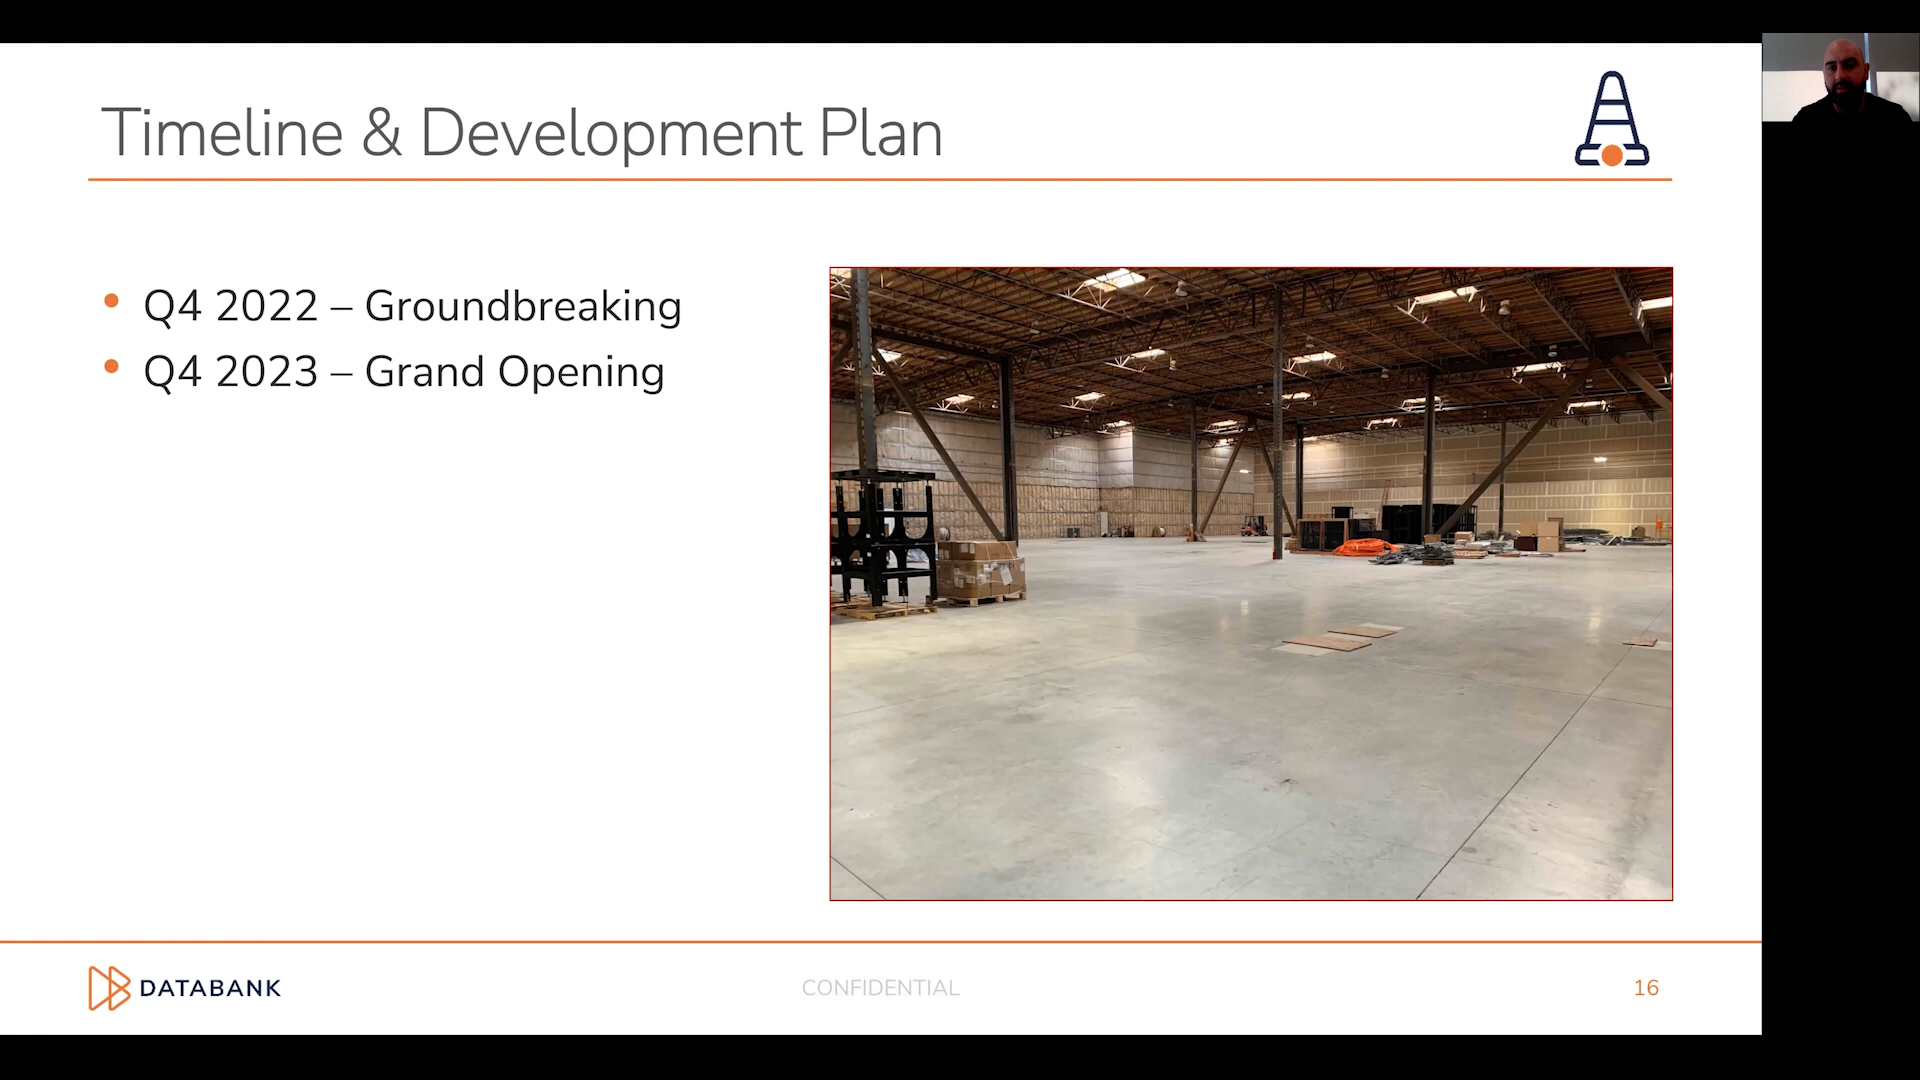 Timeline & Development Plan
• Q4 2022 – Groundbreaking
• Q4 2023 – Grand Opening
DATABANK
CONFIDENTIAL
16